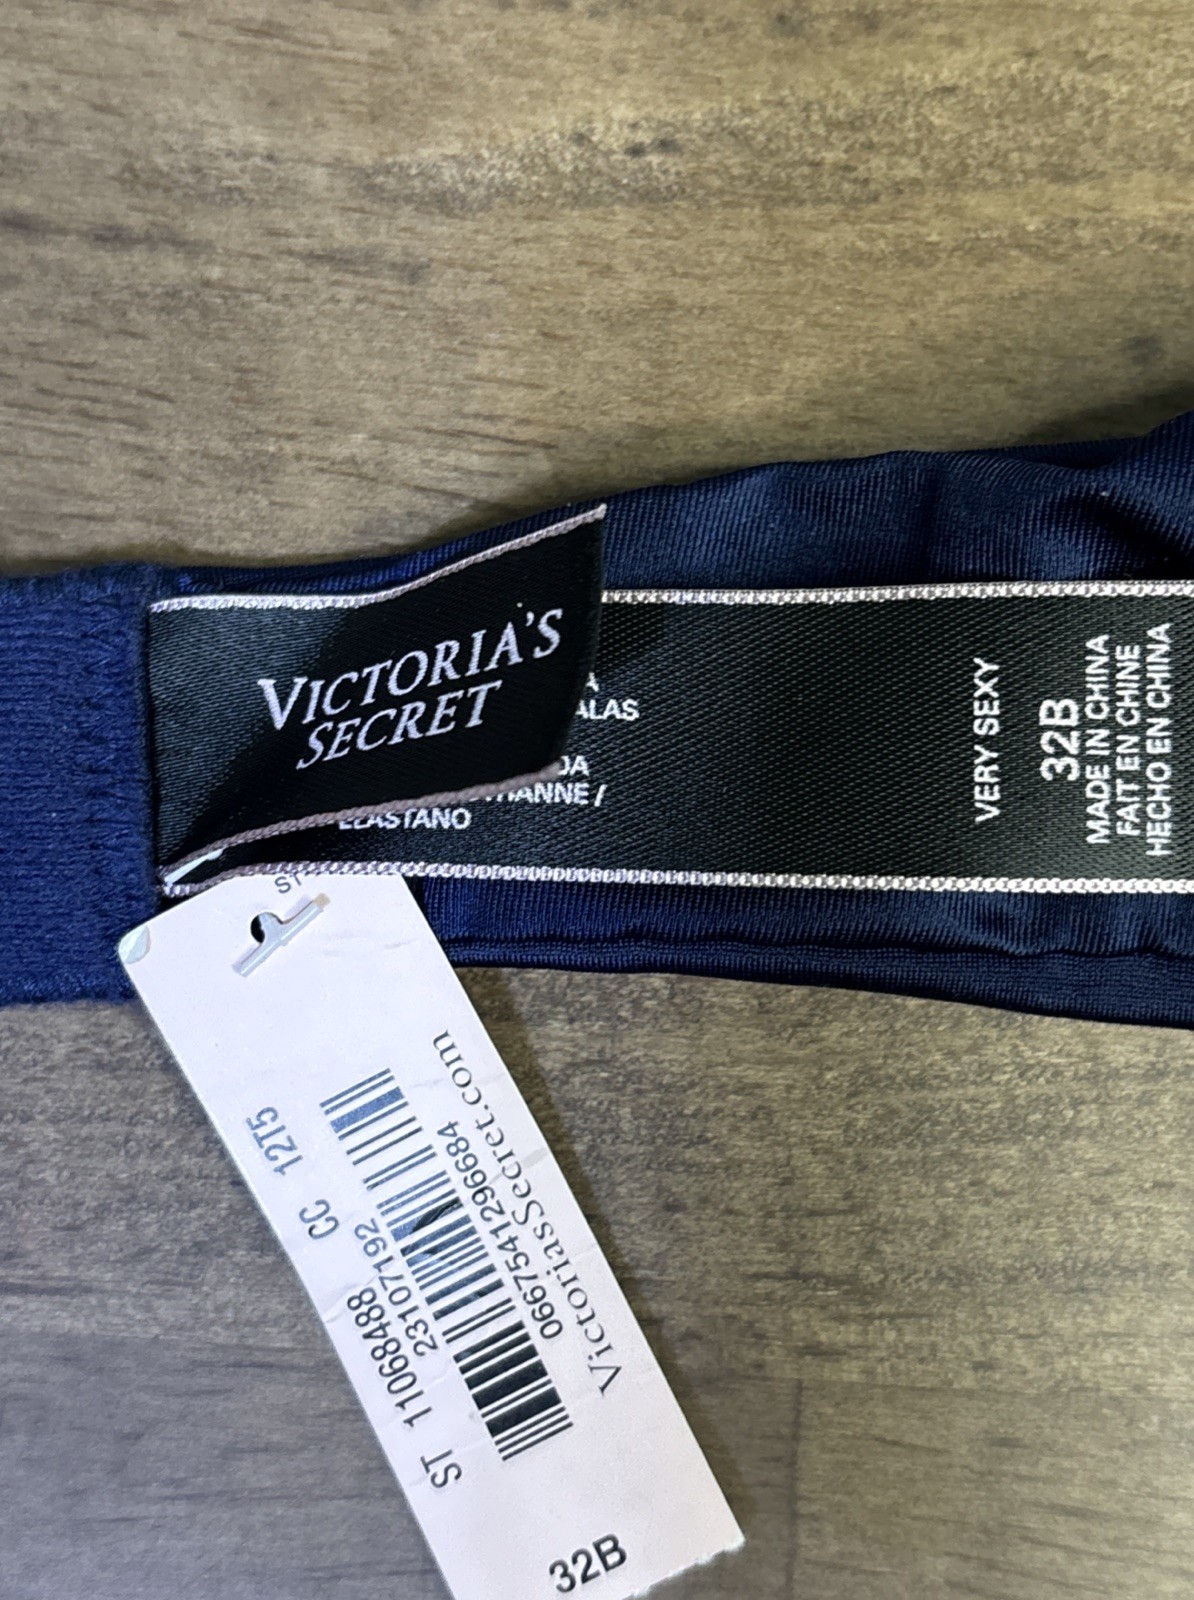 VICTORIA'S
SECRET
A
ALAS
DA
ANNE /
ELASTANO
VERY SEXY
32B
MADE IN CHINA
FAIT EN CHINE
HECHO EN CHINA
VictoriasSecret.com
0667541296684
CC 12T5
23107192
ST 11068488
32B